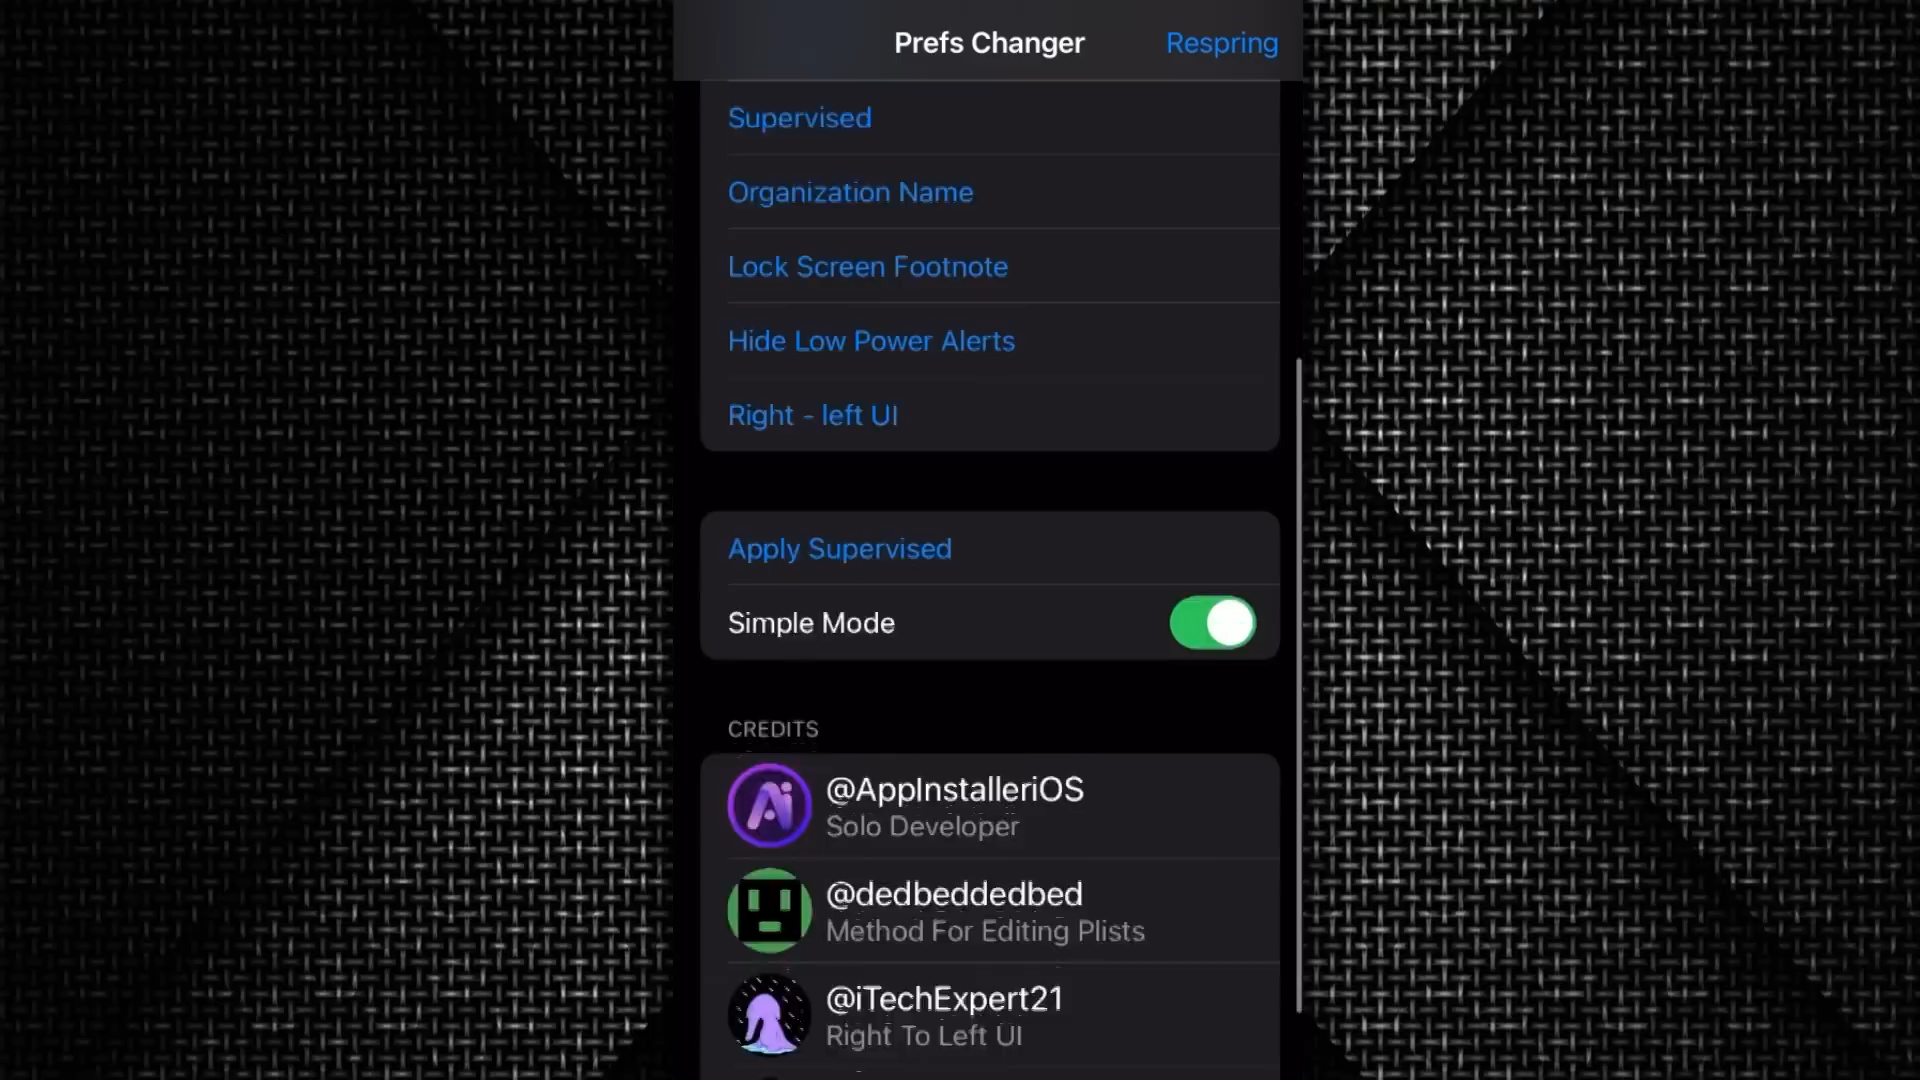 Prefs Changer
Respring
Supervised
Organization Name
Lock Screen Footnote
Hide Low Power Alerts
Right - left UI
Apply Supervised
Simple Mode
CREDITS
@AppInstalleriOS
Solo Developer
@dedbeddedbed
Method For Editing Plists
@iTechExpert21
Right To Left UI